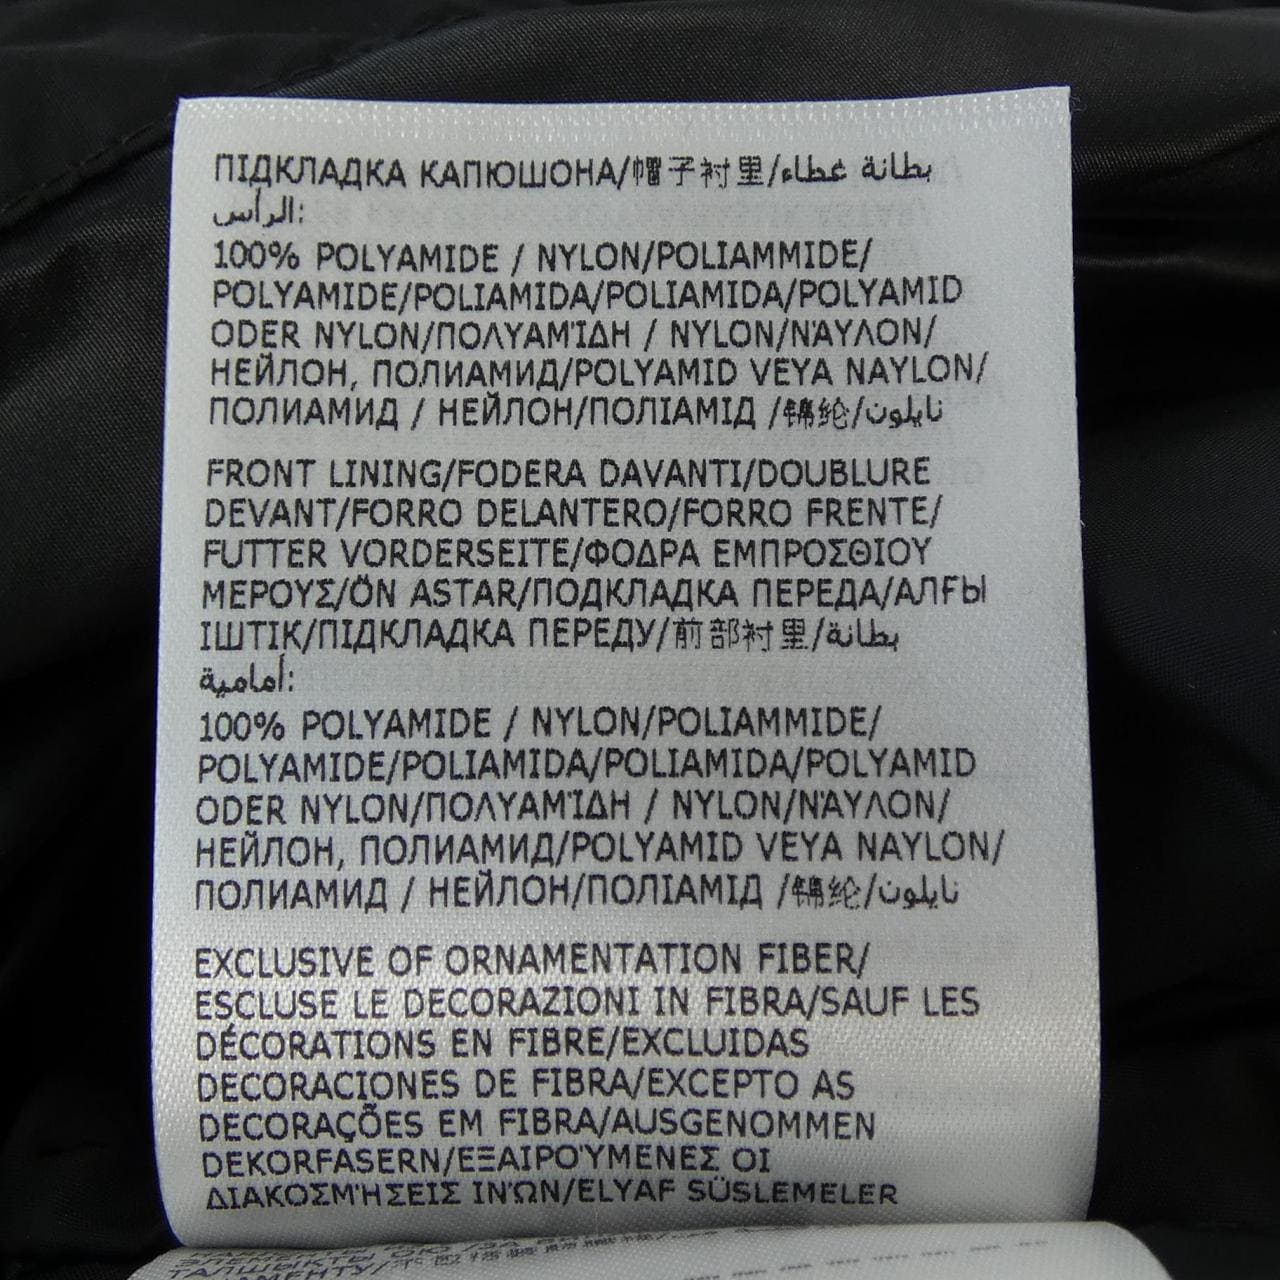 ПІДКЛАДКА КАПЮШОНА/帽子衬里/بطانة غطاء
الرأس:
100% POLYAMIDE / NYLON/POLIAMMIDE/
POLYAMIDE/POLIAMIDA/POLIAMIDA/POLYAMID
ODER NYLON/ΠΟΛΥΑΜΊΔΗ / NYLON/ΝΆΥΛΟΝ/
НЕЙЛОН, ПОЛИАМИД/POLYAMID VEYA NAYLON/
ПОЛИАМИД / НЕЙЛОН/ПОЛІАМІД /锦纶/نايلون
FRONT LINING/FODERA DAVANTI/DOUBLURE
DEVANT/FORRO DELANTERO/FORRO FRENTE/
FUTTER VORDERSEITE/ΦΟΔΡΑ ΕΜΠΡΟΣΘΙΟΥ
ΜΕΡΟΥΣ/ÖN ASTAR/ПОДКЛАДКА ПЕРЕДА/АЛҒЫ
ІШТІК/ПІДКЛАДКА ПЕРЕДУ/前部衬里/بطانة
أمامية:
100% POLYAMIDE / NYLON/POLIAMMIDE/
POLYAMIDE/POLIAMIDA/POLIAMIDA/POLYAMID
ODER NYLON/ΠΟΛΥΑΜΊΔΗ / NYLON/ΝΆΥΛΟΝ/
НЕЙЛОН, ПОЛИАМИД/POLYAMID VEYA NAYLON/
ПОЛИАМИД / НЕЙЛОН/ПОЛІАМІД /锦纶/نايلون
EXCLUSIVE OF ORNAMENTATION FIBER/
ESCLUSE LE DECORAZIONI IN FIBRA/SAUF LES
DÉCORATIONS EN FIBRE/EXCLUIDAS
DECORACIONES DE FIBRA/EXCEPTO AS
DECORAÇÕES EM FIBRA/AUSGENOMMEN
DEKORFASERN/ΕΞΑΙΡΟΎΜΕΝΕΣ ΟΙ
ΔΙΑΚΟΣΜΉΣΕΙΣ ΙΝΏΝ/ELYAF SÜSLEMELER